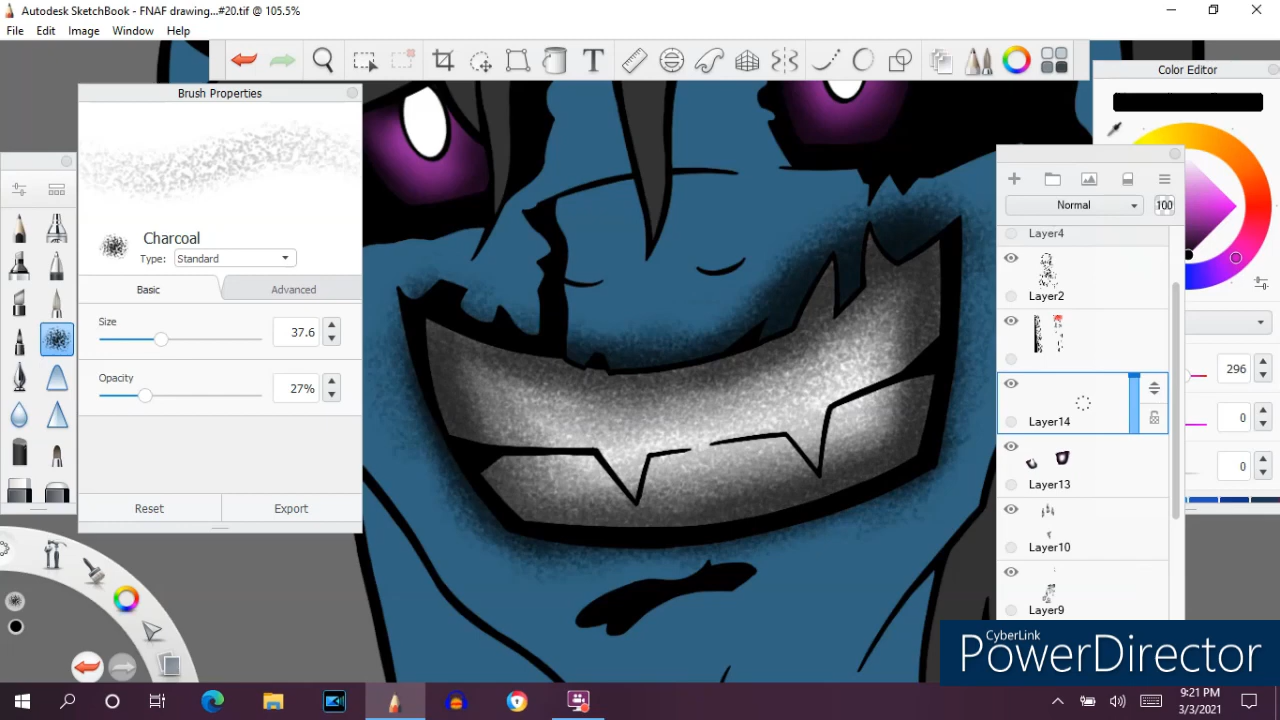 Autodesk SketchBook - FNAF drawing...#20.tif @ 105.5%
File Edit Image Window Help
T
Brush Properties
Charcoal
Type: Standard
Basic Advanced
Size 37.6
Opacity 27%
Reset Export
Color Editor
Normal 100
Layer4
Layer2
Layer14
Layer13
Layer10
Layer9
296
0
0
CyberLink
PowerDirector
9:21 PM
3/3/2021